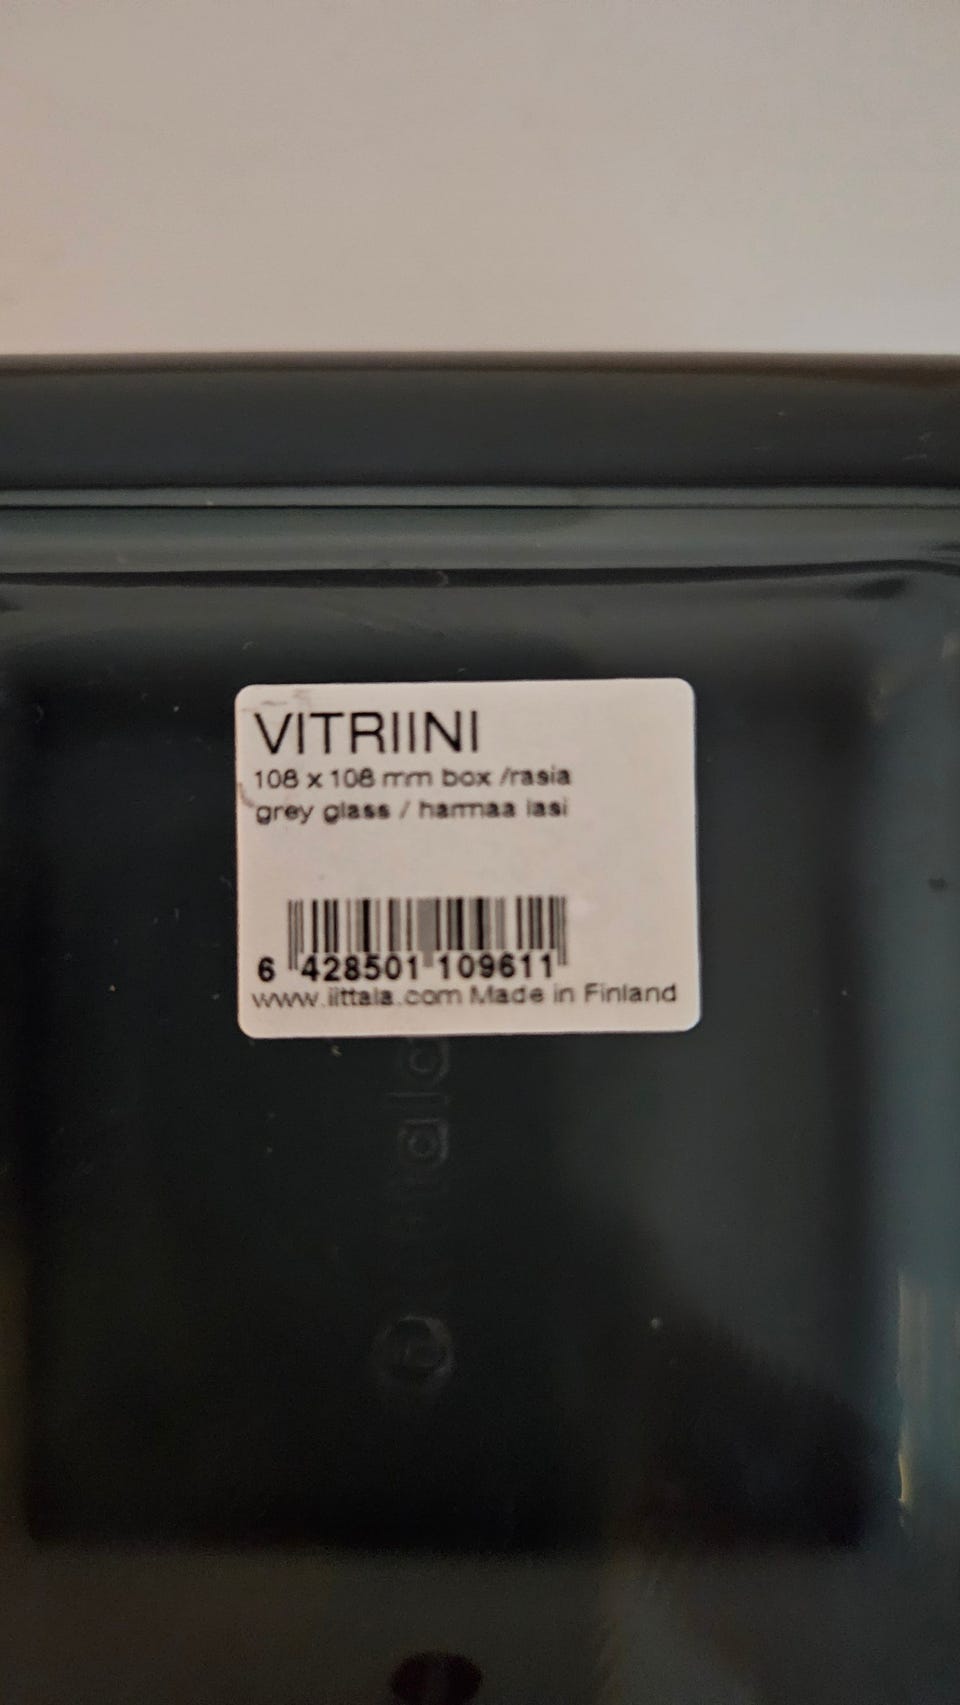 VITRIINI
108 x 108 mm box /rasia
grey glass / harmaa lasi
6 428501 109611
www.iittala.com Made in Finland